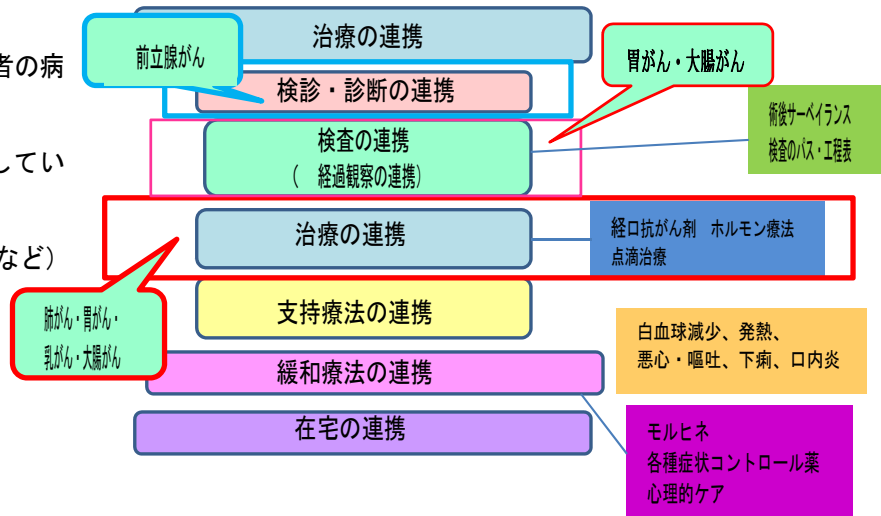 者の病
してい
など）
治療の連携
前立腺がん
検診・診断の連携
胃がん・大腸がん
検査の連携
（　経過観察の連携）
術後サーベイランス
検査のパス・工程表
治療の連携
経口抗がん剤　ホルモン療法
点滴治療
肺がん・胃がん・
乳がん・大腸がん
支持療法の連携
白血球減少、発熱、
悪心・嘔吐、下痢、口内炎
緩和療法の連携
在宅の連携
モルヒネ
各種症状コントロール薬
心理的ケア